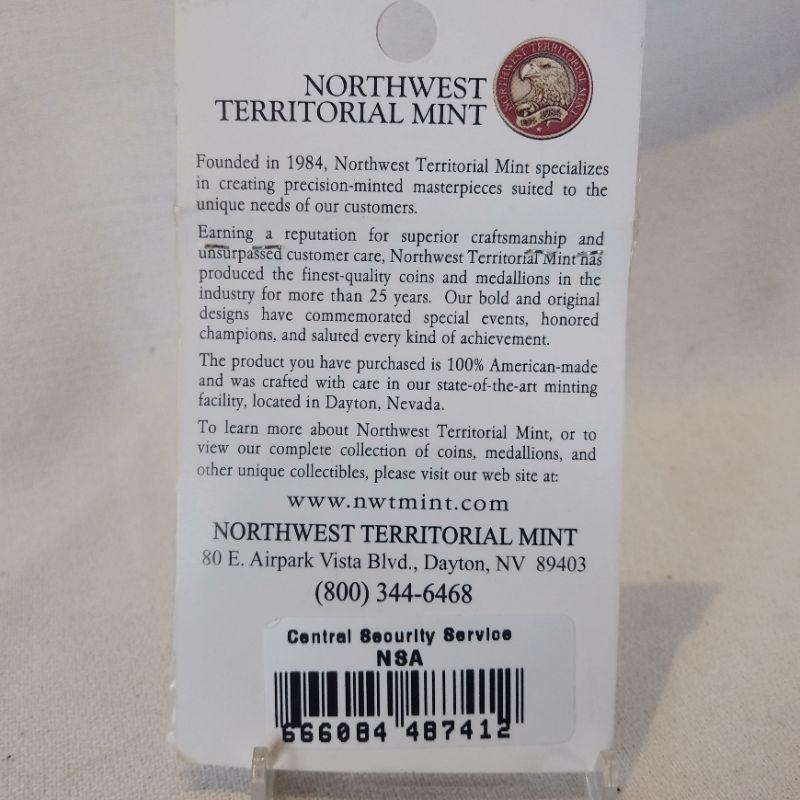 NORTHWEST
TERRITORIAL MINT
NORTHWEST TERRITORIAL MINT
EST. 1984
Founded in 1984, Northwest Territorial Mint specializes
in creating precision-minted masterpieces suited to the
unique needs of our customers.
Earning a reputation for superior craftsmanship and
unsurpassed customer care, Northwest Territorial Mint has
produced the finest-quality coins and medallions in the
industry for more than 25 years. Our bold and original
designs have commemorated special events, honored
champions, and saluted every kind of achievement.
The product you have purchased is 100% American-made
and was crafted with care in our state-of-the-art minting
facility, located in Dayton, Nevada.
To learn more about Northwest Territorial Mint, or to
view our complete collection of coins, medallions, and
other unique collectibles, please visit our web site at:
www.nwtmint.com
NORTHWEST TERRITORIAL MINT
80 E. Airpark Vista Blvd., Dayton, NV 89403
(800) 344-6468
Central Security Service
NSA
666084 487412